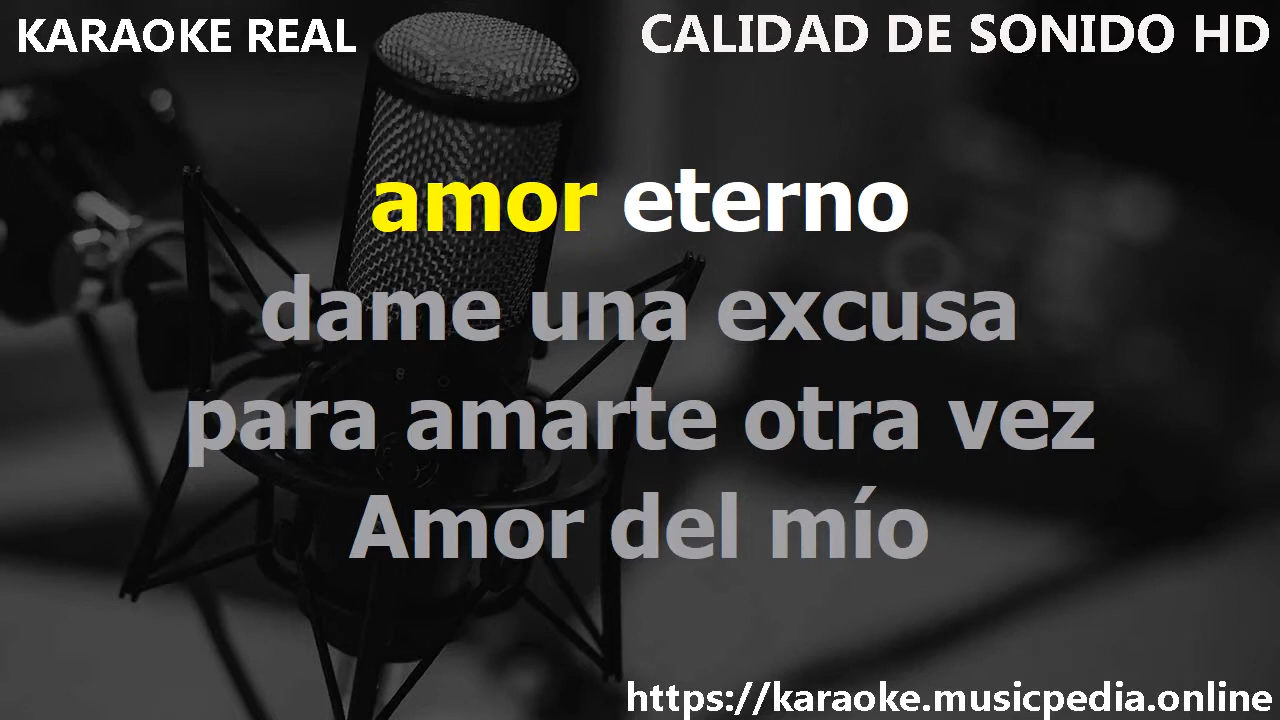 KARAOKE REAL
CALIDAD DE SONIDO HD
amor eterno
dame una excusa
para amarte otra vez
Amor del mío
https://karaoke.musicpedia.online